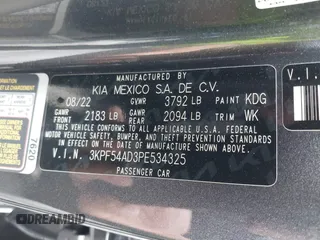 MANUFACTURED BY
KIA MEXICO S.A. DE C.V.
08/22 GVWR 3792 LB PAINT KDG
GAWR FRONT 2183 LB GAWR REAR 2094 LB TRIM WK
THIS VEHICLE CONFORMS TO ALL APPLICABLE U.S. FEDERAL MOTOR
VEHICLE SAFETY, BUMPER, AND THEFT
PREVENTION STANDARDS IN EFFECT ON THE DATE OF
MANUFACTURE SHOWN ABOVE.
V.I.N. 3KPF54AD3PE534325
PASSENGER CAR
7620
V.I.N.
DREAMBID